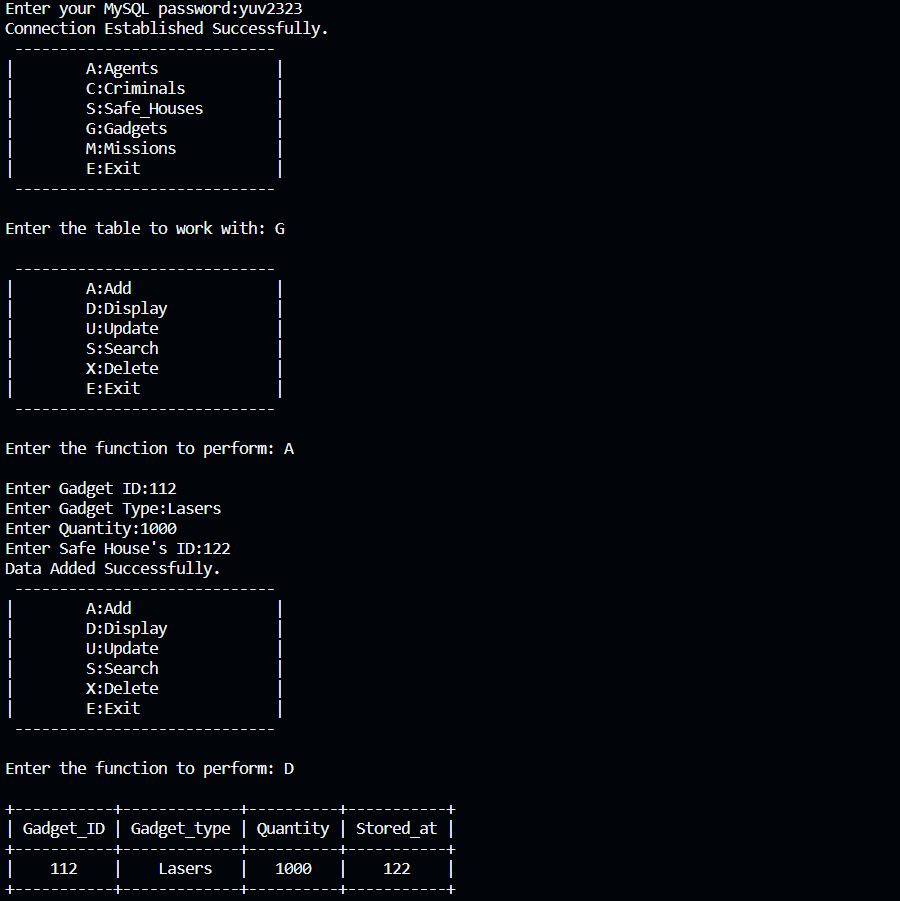 Enter your MySQL password:yuv2323
Connection Established Successfully.
-----------------------------
|        A:Agents             |
|        C:Criminals          |
|        S:Safe_Houses        |
|        G:Gadgets            |
|        M:Missions           |
|        E:Exit               |
-----------------------------
Enter the table to work with: G
-----------------------------
|        A:Add                |
|        D:Display            |
|        U:Update             |
|        S:Search             |
|        X:Delete             |
|        E:Exit               |
-----------------------------
Enter the function to perform: A
Enter Gadget ID:112
Enter Gadget Type:Lasers
Enter Quantity:1000
Enter Safe House's ID:122
Data Added Successfully.
-----------------------------
|        A:Add                |
|        D:Display            |
|        U:Update             |
|        S:Search             |
|        X:Delete             |
|        E:Exit               |
-----------------------------
Enter the function to perform: D
+-----------+-------------+----------+-----------+
| Gadget_ID | Gadget_type | Quantity | Stored_at |
+-----------+-------------+----------+-----------+
|    112    |    Lasers   |   1000   |    122    |
+-----------+-------------+----------+-----------+